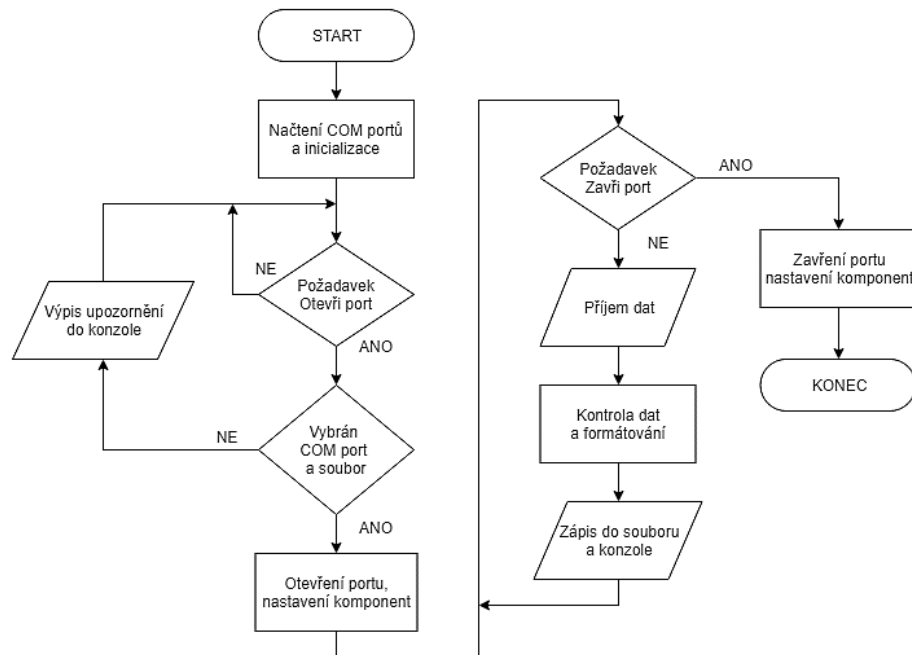 START
Načtení COM portů
a inicializace
NE
Požadavek
Otevři port
Výpis upozornění
do konzole
ANO
NE
Vybrán
COM port
a soubor
ANO
Otevření portu,
nastavení komponent
Požadavek
Zavři port
ANO
NE
Zavření portu
nastavení komponent
Příjem dat
KONEC
Kontrola dat
a formátování
Zápis do souboru
a konzole